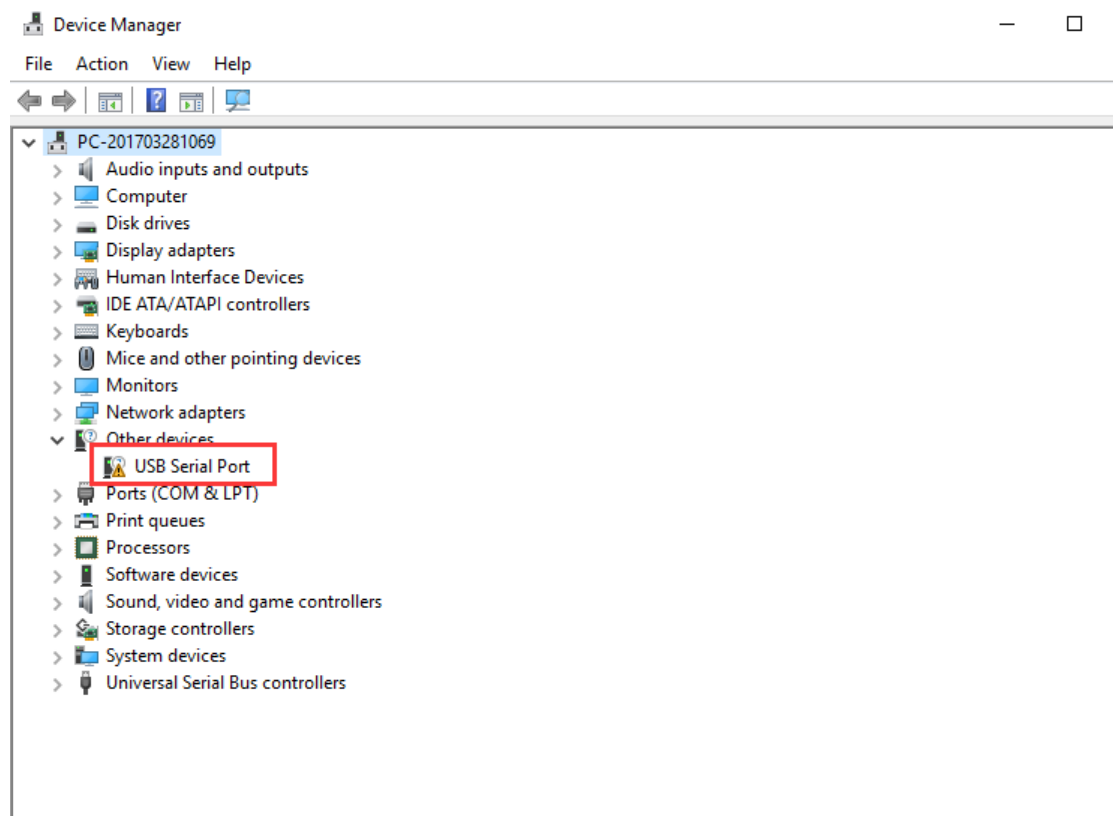 Device Manager
File Action View Help
PC-201703281069
Audio inputs and outputs
Computer
Disk drives
Display adapters
Human Interface Devices
IDE ATA/ATAPI controllers
Keyboards
Mice and other pointing devices
Monitors
Network adapters
Other devices
USB Serial Port
Ports (COM & LPT)
Print queues
Processors
Software devices
Sound, video and game controllers
Storage controllers
System devices
Universal Serial Bus controllers